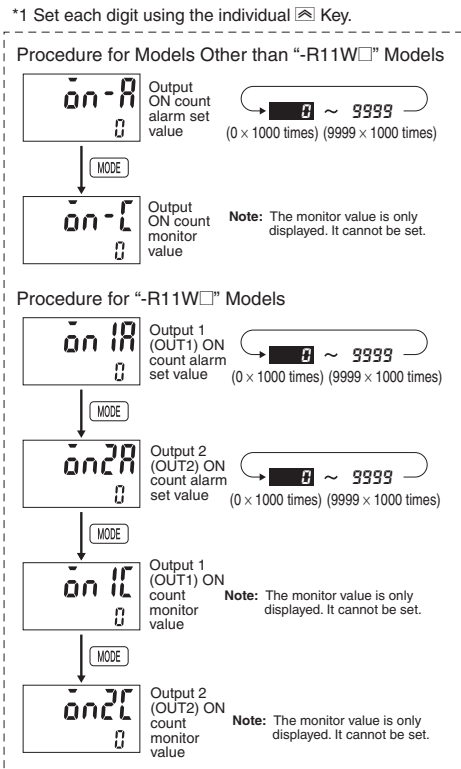 *1 Set each digit using the individual Key.
Procedure for Models Other than “-R11W□” Models
on-A
0
Output
ON count
alarm set
value
0 ~ 9999
(0 × 1000 times) (9999 × 1000 times)
MODE
on-C
0
Output
ON count
monitor
value
Note: The monitor value is only
displayed. It cannot be set.
Procedure for “-R11W□” Models
on1A
0
Output 1
(OUT1) ON
count alarm
set value
0 ~ 9999
(0 × 1000 times) (9999 × 1000 times)
MODE
on2A
0
Output 2
(OUT2) ON
count alarm
set value
0 ~ 9999
(0 × 1000 times) (9999 × 1000 times)
MODE
on1C
0
Output 1
(OUT1) ON
count
monitor
value
Note: The monitor value is only
displayed. It cannot be set.
MODE
on2C
0
Output 2
(OUT2) ON
count
monitor
value
Note: The monitor value is only
displayed. It cannot be set.